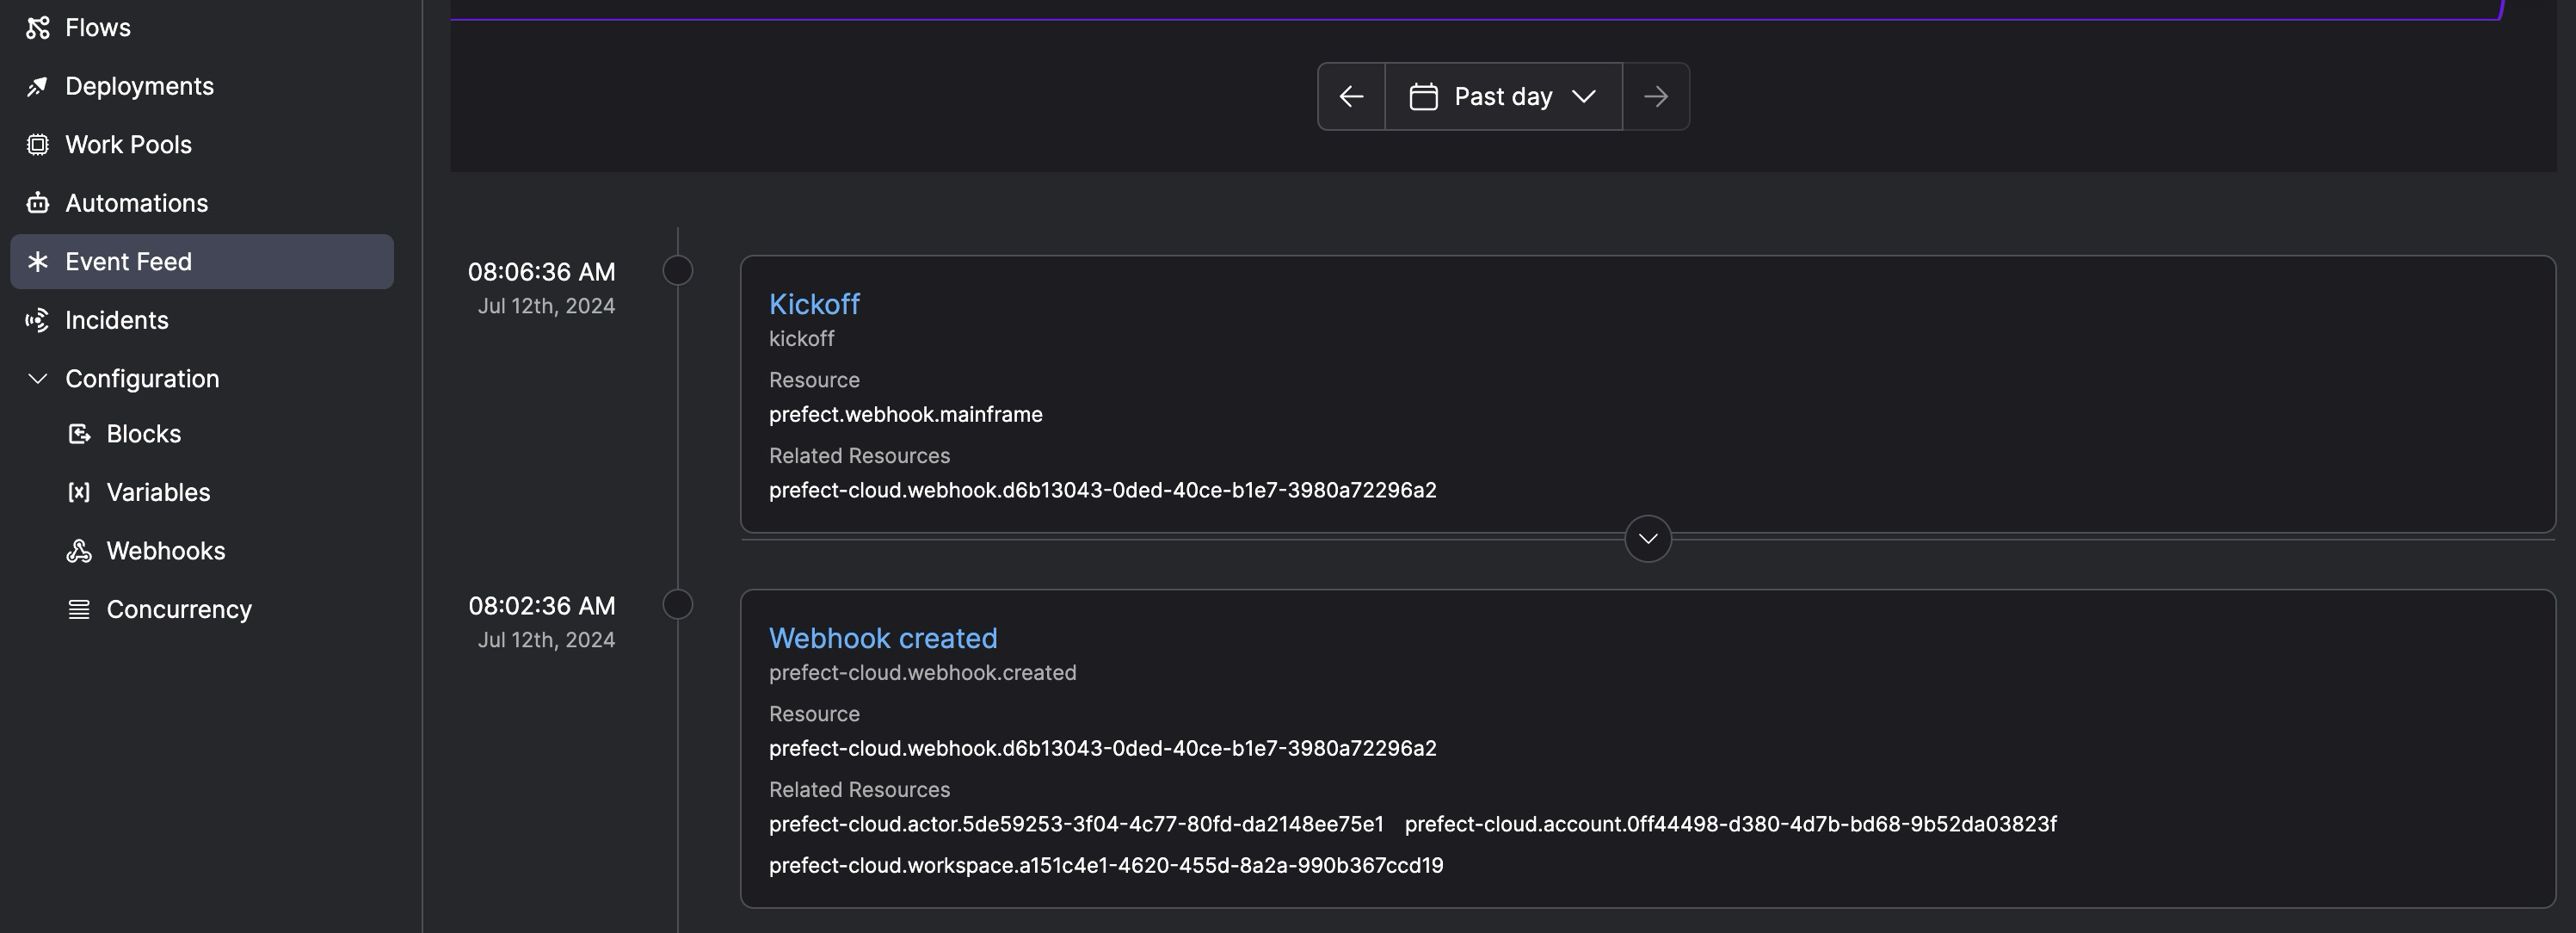 Flows
Deployments
Work Pools
Automations
Event Feed
Incidents
Configuration
Blocks
Variables
Webhooks
Concurrency
Past day
08:06:36 AM
Jul 12th, 2024
Kickoff
kickoff
Resource
prefect.webhook.mainframe
Related Resources
prefect-cloud.webhook.d6b13043-0ded-40ce-b1e7-3980a72296a2
08:02:36 AM
Jul 12th, 2024
Webhook created
prefect-cloud.webhook.created
Resource
prefect-cloud.webhook.d6b13043-0ded-40ce-b1e7-3980a72296a2
Related Resources
prefect-cloud.actor.5de59253-3f04-4c77-80fd-da2148ee75e1 prefect-cloud.account.0ff44498-d380-4d7b-bd68-9b52da03823f
prefect-cloud.workspace.a151c4e1-4620-455d-8a2a-990b367ccd19